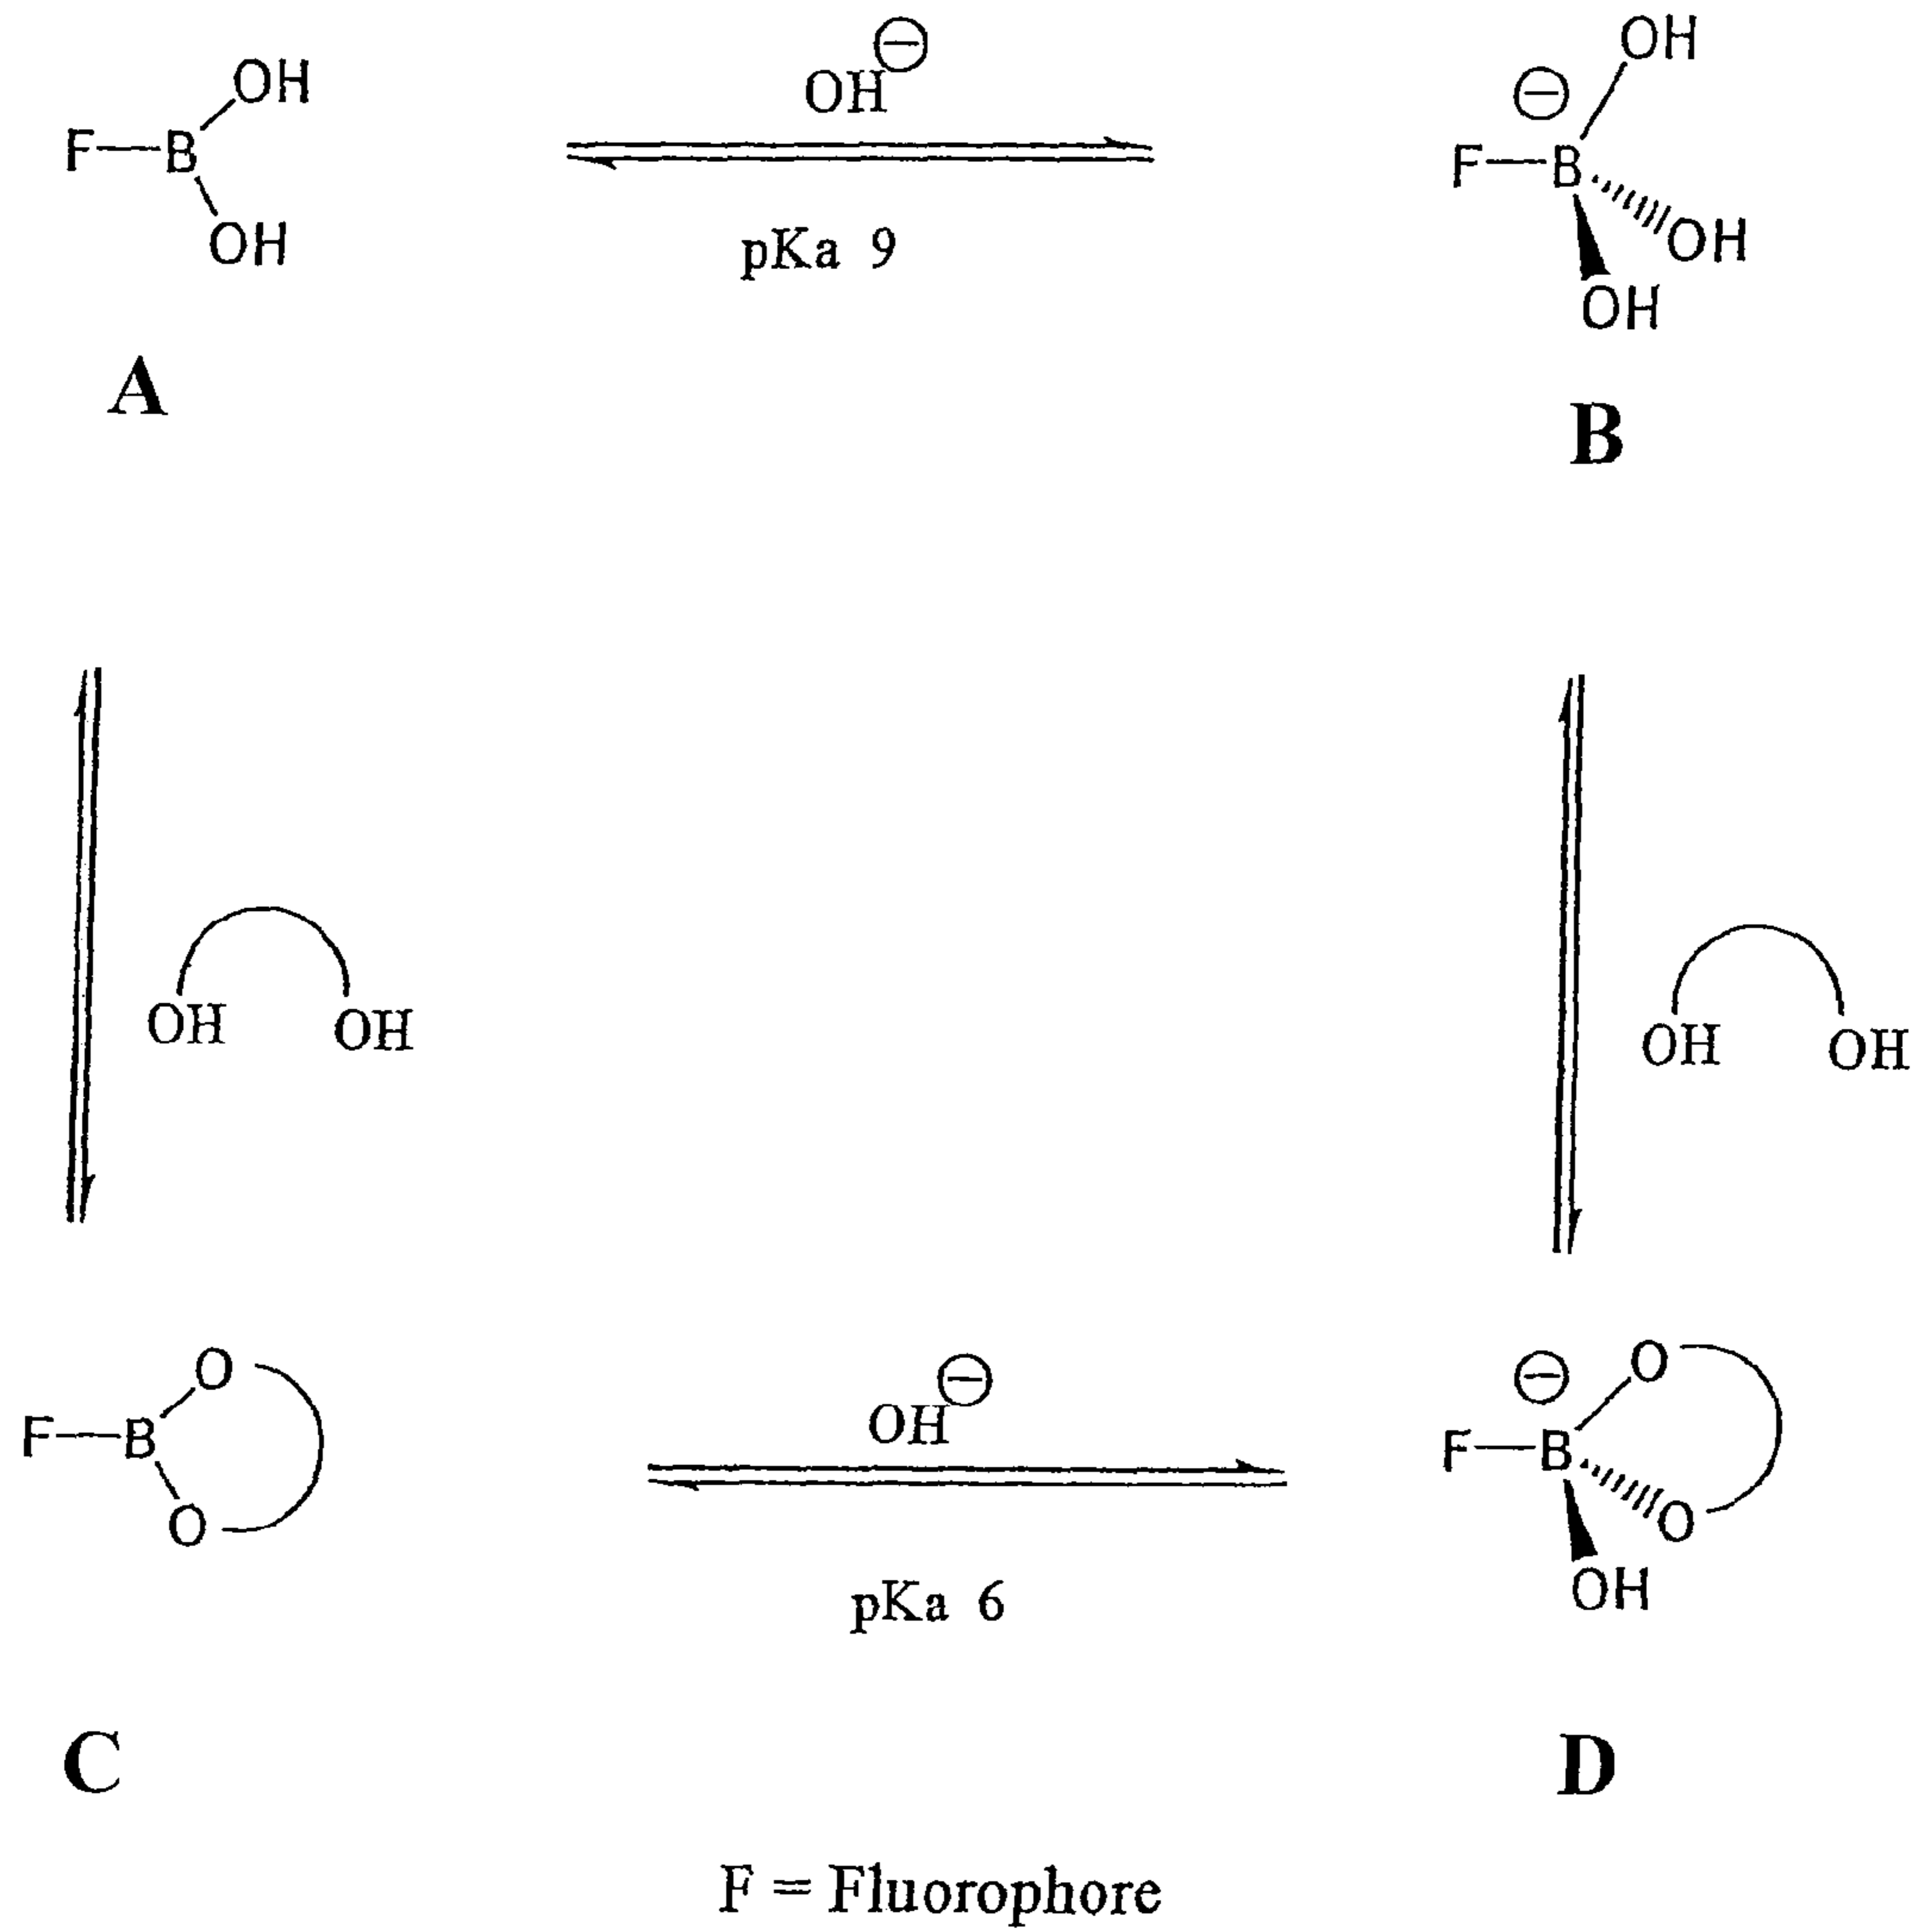 OH
F B
OH
A
OH ⊖
pKa 9
OH
⊖
F B
OH
OH
B
OH OH
OH OH
O
F B
O
C
OH ⊖
pKa 6
⊖
O
F B
O
OH
D
F = Fluorophore